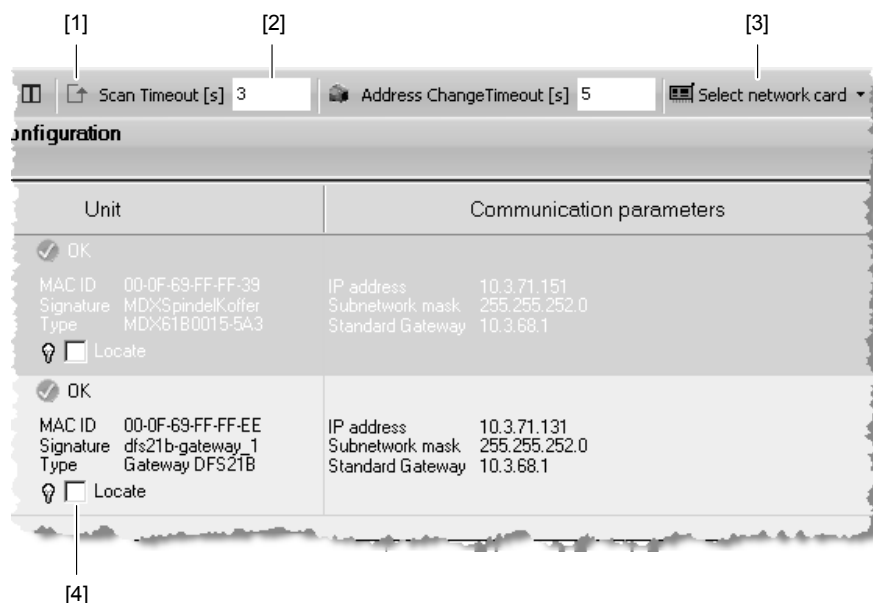 [1] [2] [3]
Scan Timeout [s] 3 Address ChangeTimeout [s] 5 Select network card
onfiguration
Unit Communication parameters
OK
MAC ID 00-0F-69-FF-FF-39 IP address 10.3.71.151
Signature MDXSpindelKoffer Subnetwork mask 255.255.252.0
Type MDX61B0015-5A3 Standard Gateway 10.3.68.1
Locate
OK
MAC ID 00-0F-69-FF-FF-EE IP address 10.3.71.131
Signature dfs21b-gateway_1 Subnetwork mask 255.255.252.0
Type Gateway DFS21B Standard Gateway 10.3.68.1
Locate
[4]